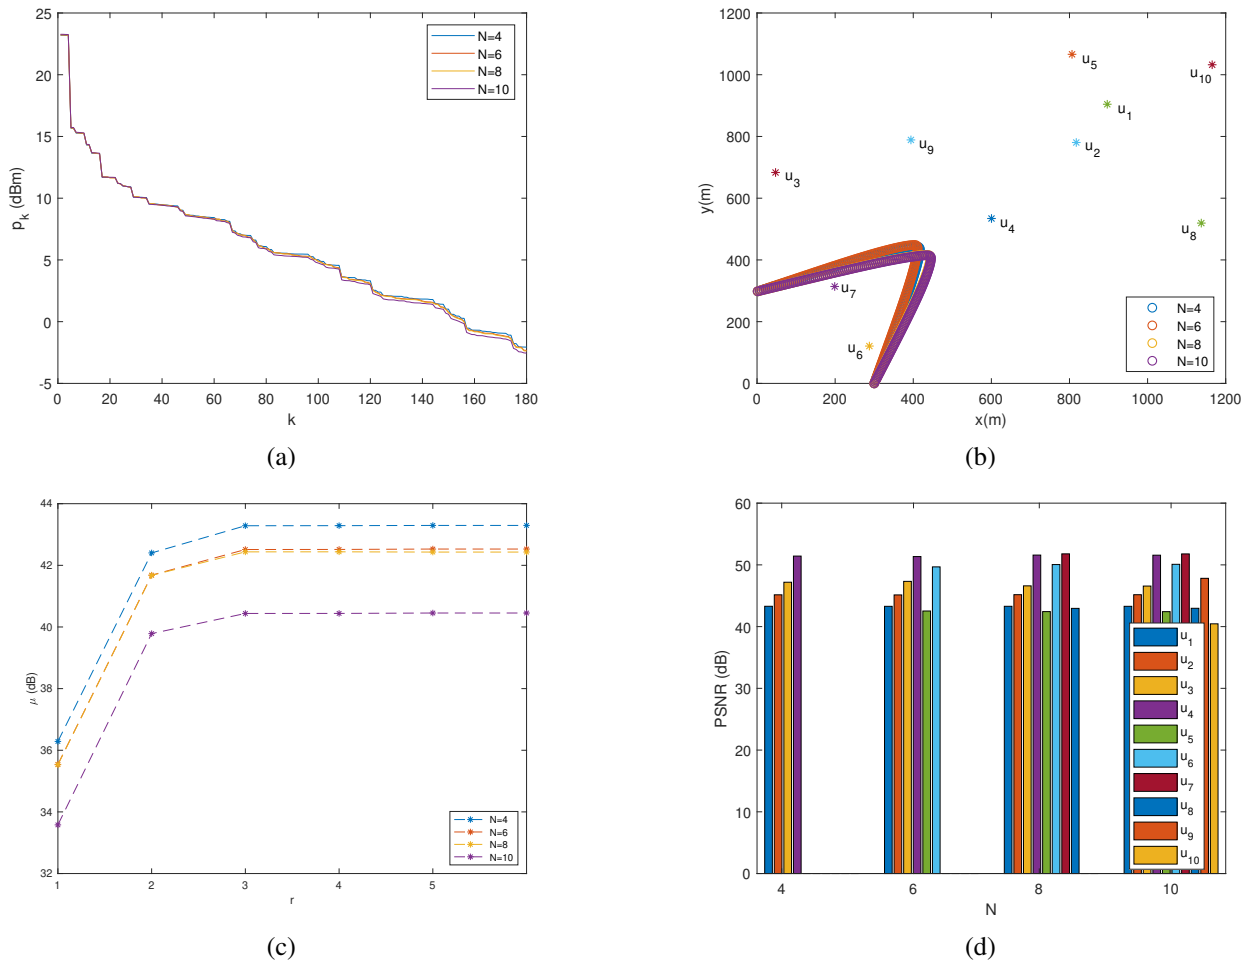 25
20
15
10
5
0
-5
0 20 40 60 80 100 120 140 160 180
p_k (dBm)
k
N=4
N=6
N=8
N=10
(a)
1200
1000
800
600
400
200
0
0 200 400 600 800 1000 1200
y(m)
x(m)
u_5
u_10
u_1
u_2
u_9
u_3
u_4
u_8
u_7
u_6
N=4
N=6
N=8
N=10
(b)
44
42
40
38
36
34
32
1 2 3 4 5
μ (dB)
r
N=4
N=6
N=8
N=10
(c)
60
50
40
30
20
10
0
4 6 8 10
PSNR (dB)
N
u_1
u_2
u_3
u_4
u_5
u_6
u_7
u_8
u_9
u_10
(d)